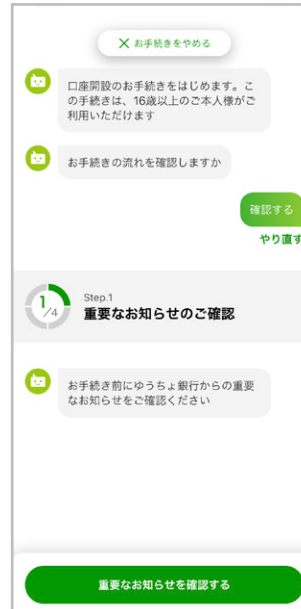 × お手続きをやめる
口座開設のお手続きをはじめます。こ
の手続きは、16歳以上のご本人様がご
利用いただけます
お手続きの流れを確認しますか
確認する
やり直す
1/4
Step.1
重要なお知らせのご確認
お手続き前にゆうちょ銀行からの重要
なお知らせをご確認ください
重要なお知らせを確認する